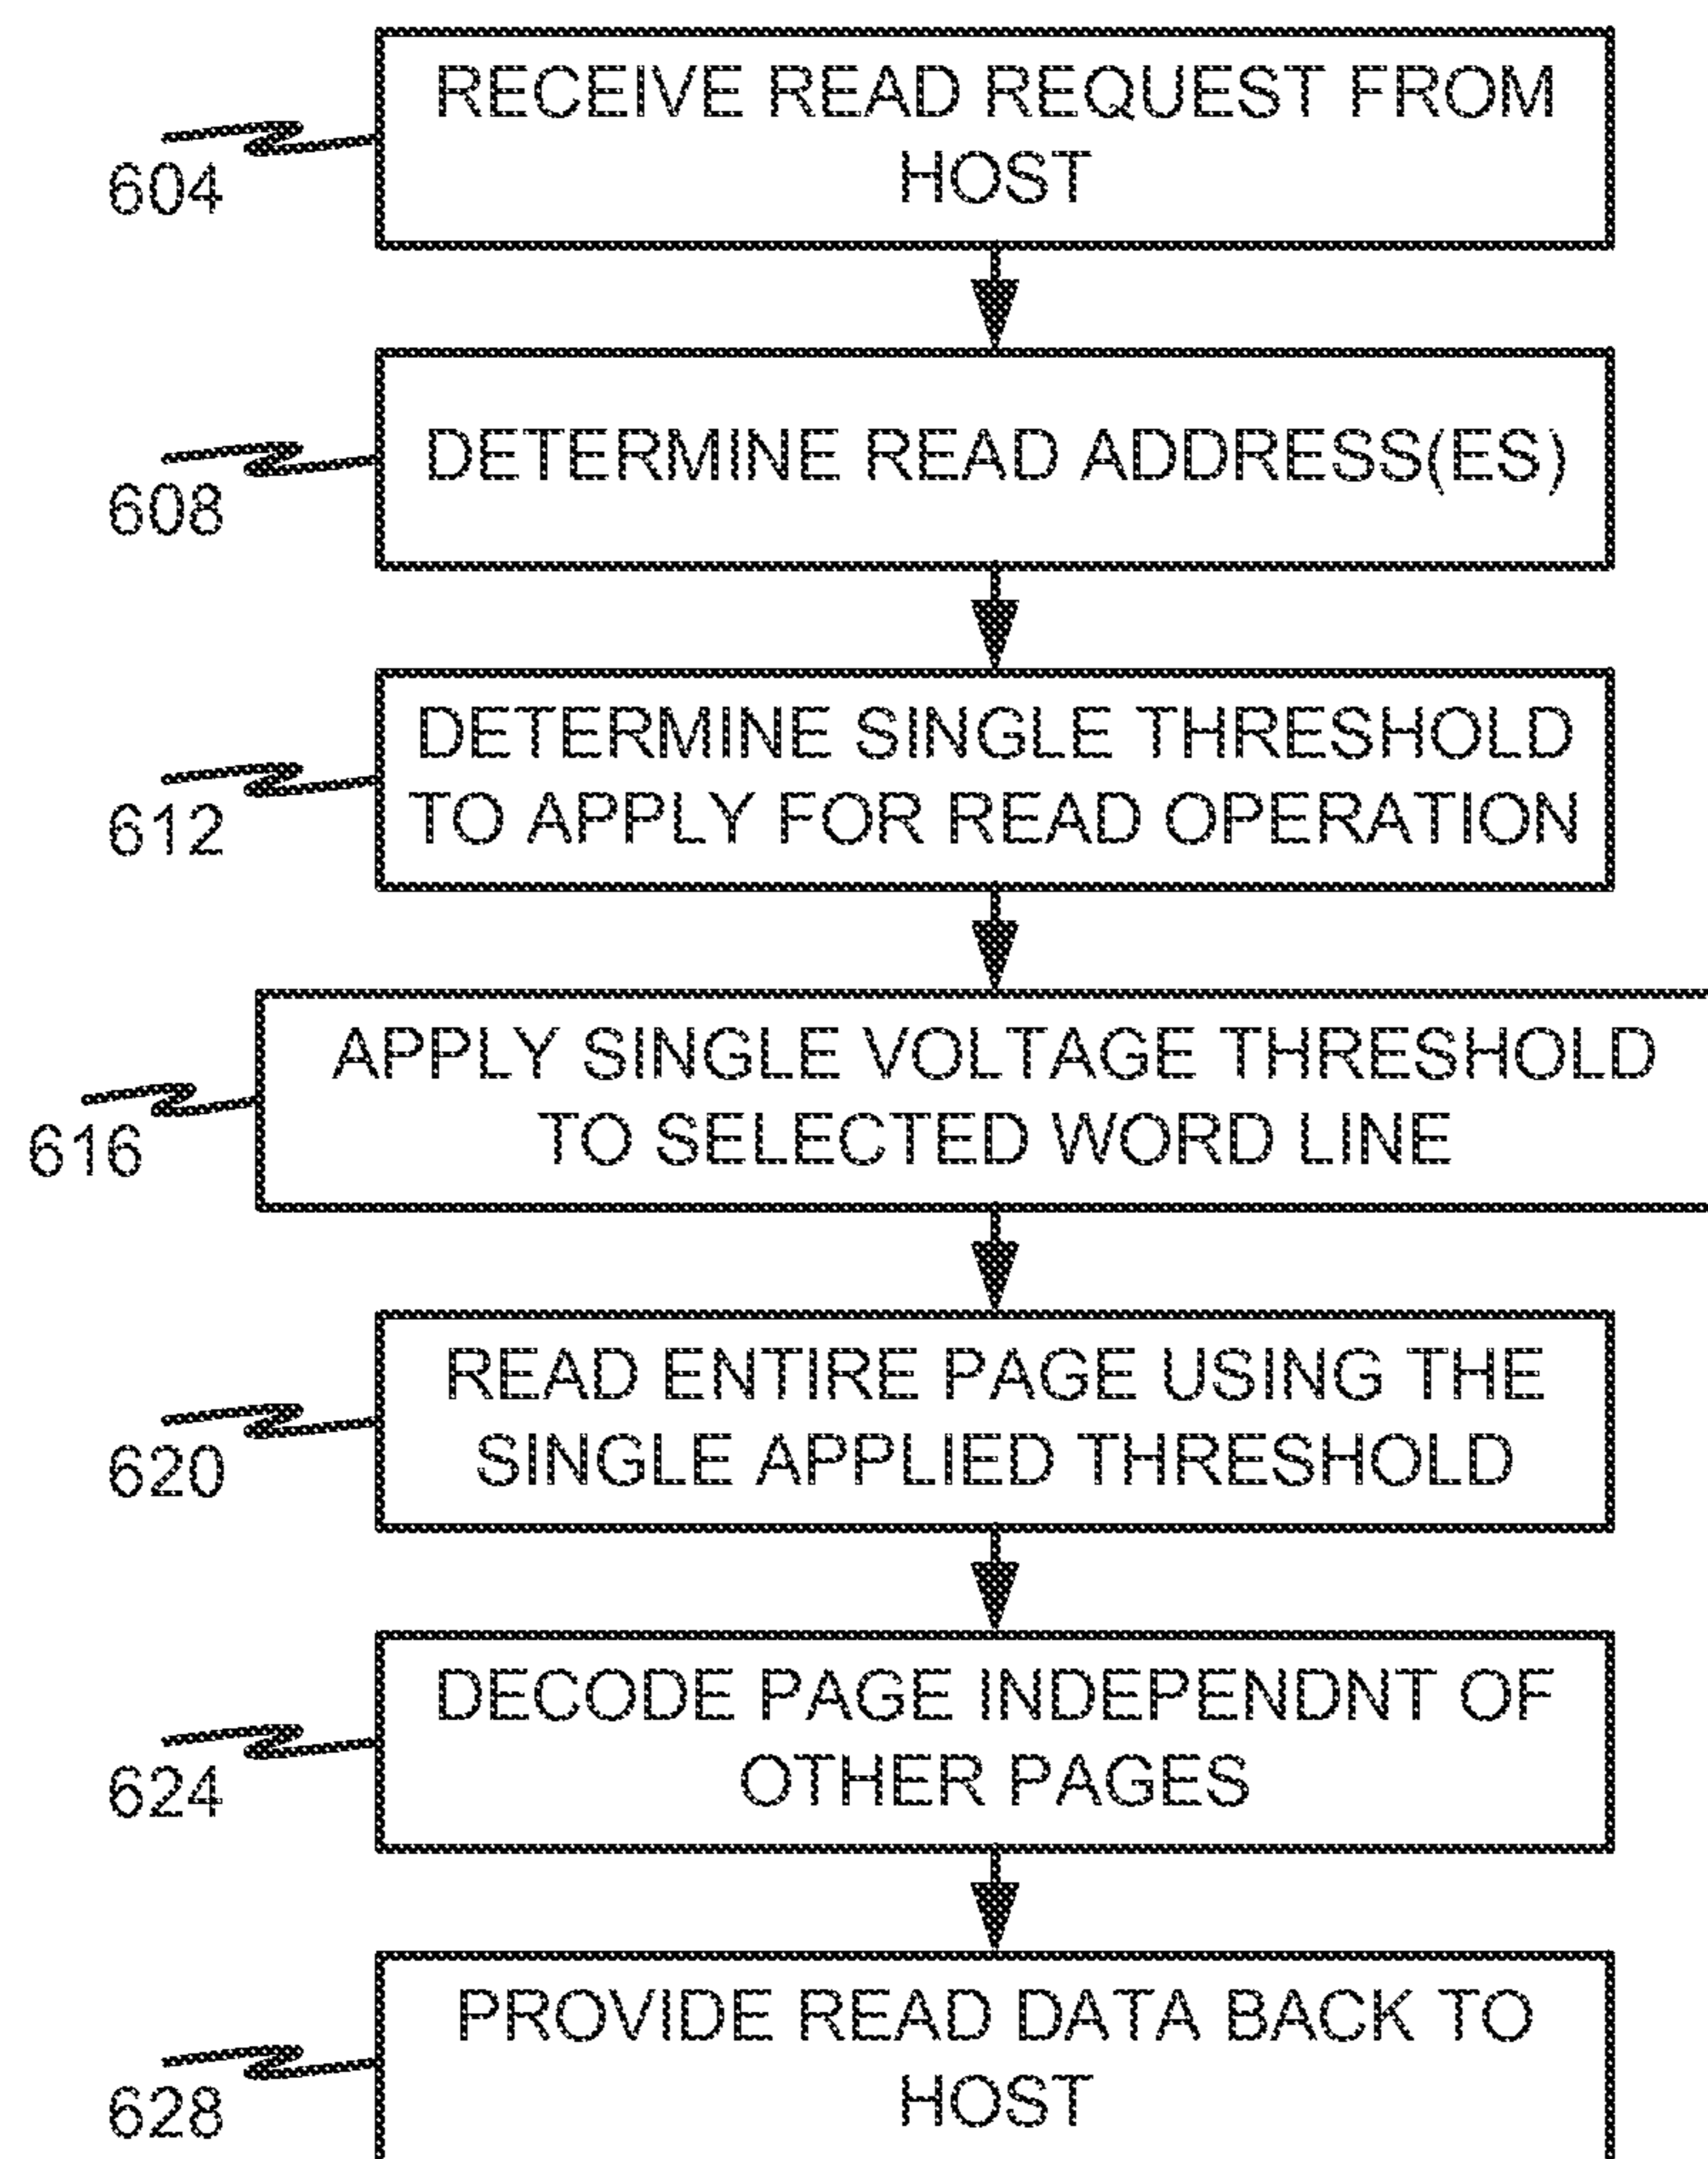 RECEIVE READ REQUEST FROM
HOST
604
DETERMINE READ ADDRESS(ES)
608
DETERMINE SINGLE THRESHOLD
TO APPLY FOR READ OPERATION
612
APPLY SINGLE VOLTAGE THRESHOLD
TO SELECTED WORD LINE
616
READ ENTIRE PAGE USING THE
SINGLE APPLIED THRESHOLD
620
DECODE PAGE INDEPENDNT OF
OTHER PAGES
624
PROVIDE READ DATA BACK TO
HOST
628